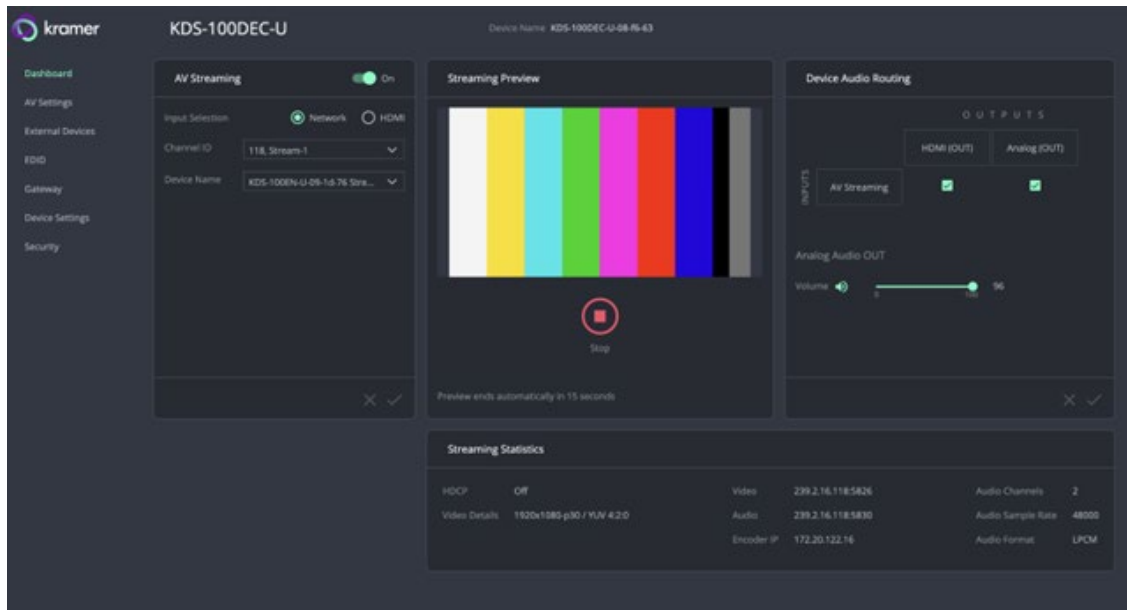 kramer
KDS-100DEC-U
Device Name KDS-100DEC-U-08-f6-63
Dashboard
AV Settings
External Devices
EDID
Gateway
Device Settings
Security
AV Streaming
On
Input Selection
Network
HDMI
Channel ID
118, Stream-1
Device Name
KDS-100EN-U-09-1d-76 Stre...
Streaming Preview
Stop
Preview ends automatically in 15 seconds
Device Audio Routing
OUTPUTS
HDMI (OUT)
Analog (OUT)
INPUTS
AV Streaming
Analog Audio OUT
Volume
0
100
96
Streaming Statistics
HDCP Off
Video Details 1920x1080-p30 / YUV 4:2:0
Video 239.2.16.118:5826
Audio 239.2.16.118:5830
Encoder IP 172.20.122.16
Audio Channels 2
Audio Sample Rate 48000
Audio Format LPCM